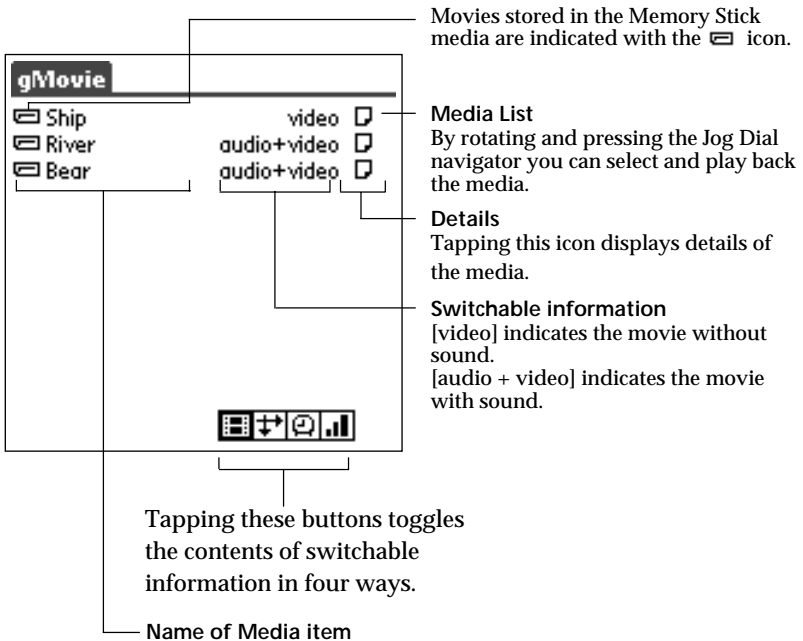 Movies stored in the Memory Stick
media are indicated with the icon.
gMovie
Ship video
River audio+video
Bear audio+video
Media List
By rotating and pressing the Jog Dial
navigator you can select and play back
the media.
Details
Tapping this icon displays details of
the media.
Switchable information
[video] indicates the movie without
sound.
[audio + video] indicates the movie
with sound.
Tapping these buttons toggles
the contents of switchable
information in four ways.
Name of Media item